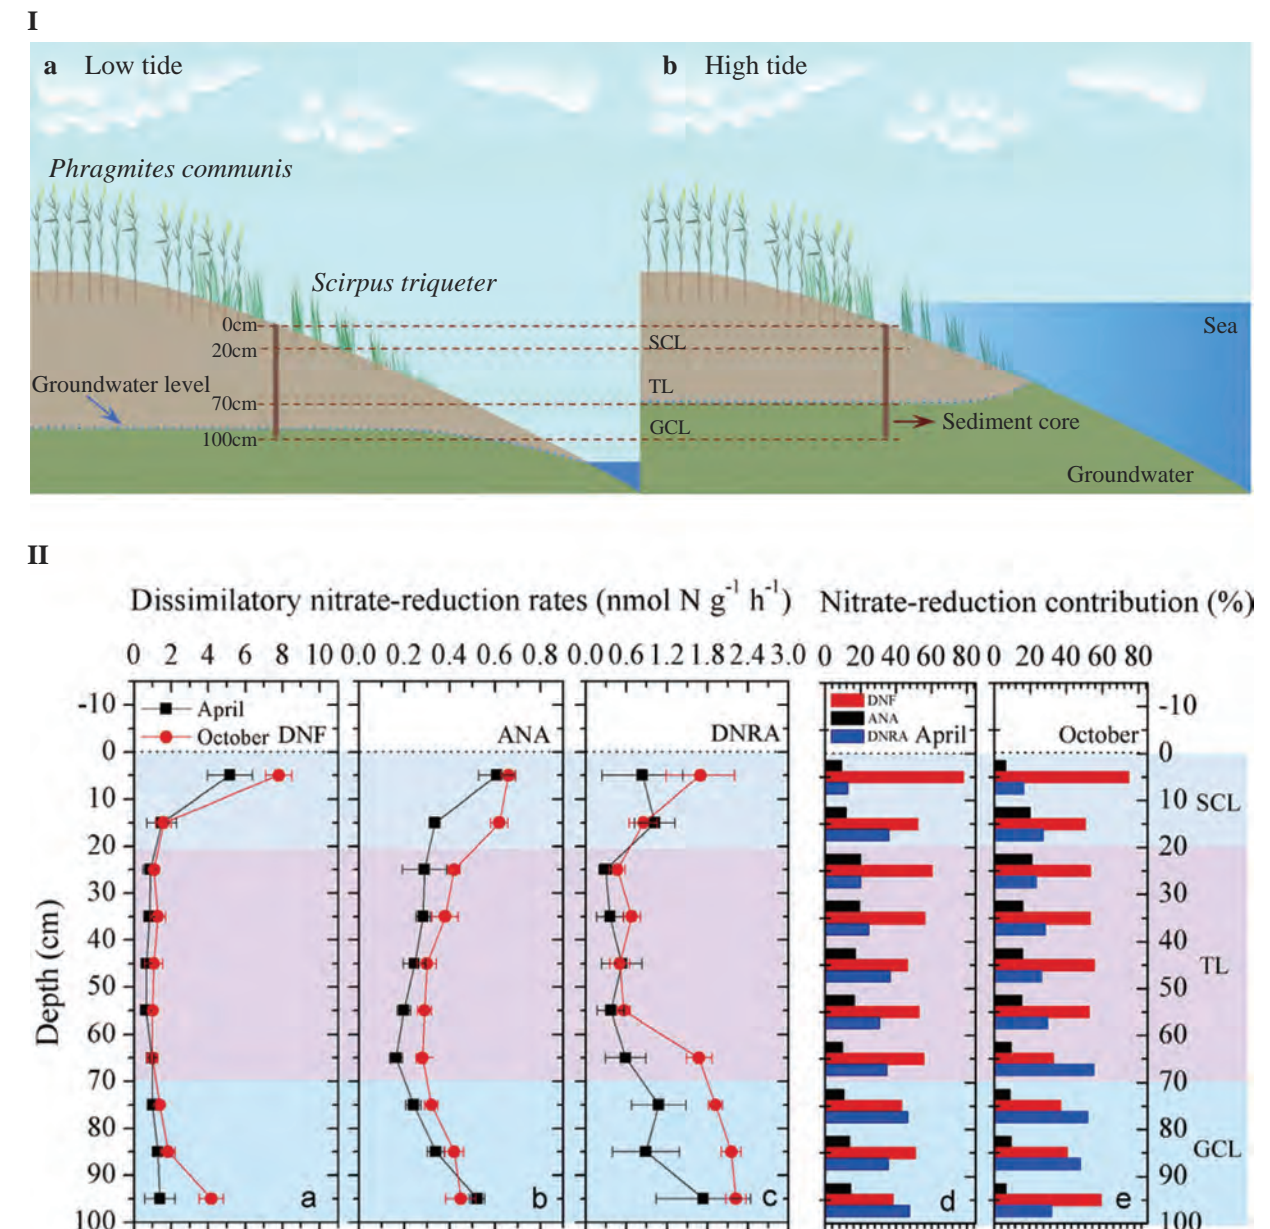 I
a Low tide
b High tide
Phragmites communis
Scirpus triqueter
0cm
20cm
Groundwater level
70cm
100cm
SCL
TL
GCL
Sea
Sediment core
Groundwater
II
Dissimilatory nitrate-reduction rates (nmol N g⁻¹ h⁻¹)
Nitrate-reduction contribution (%)
0 2 4 6 8 10 0.0 0.2 0.4 0.6 0.8 0.0 0.6 1.2 1.8 2.4 3.0 0 20 40 60 80 0 20 40 60 80
-10
0
10
20
30
40
50
60
70
80
90
100
Depth (cm)
April
October DNF
ANA
DNRA
DNF
ANA
DNRA April
October
-10
0
10
20
30
40
50
60
70
80
90
100
SCL
TL
GCL
a b c d e